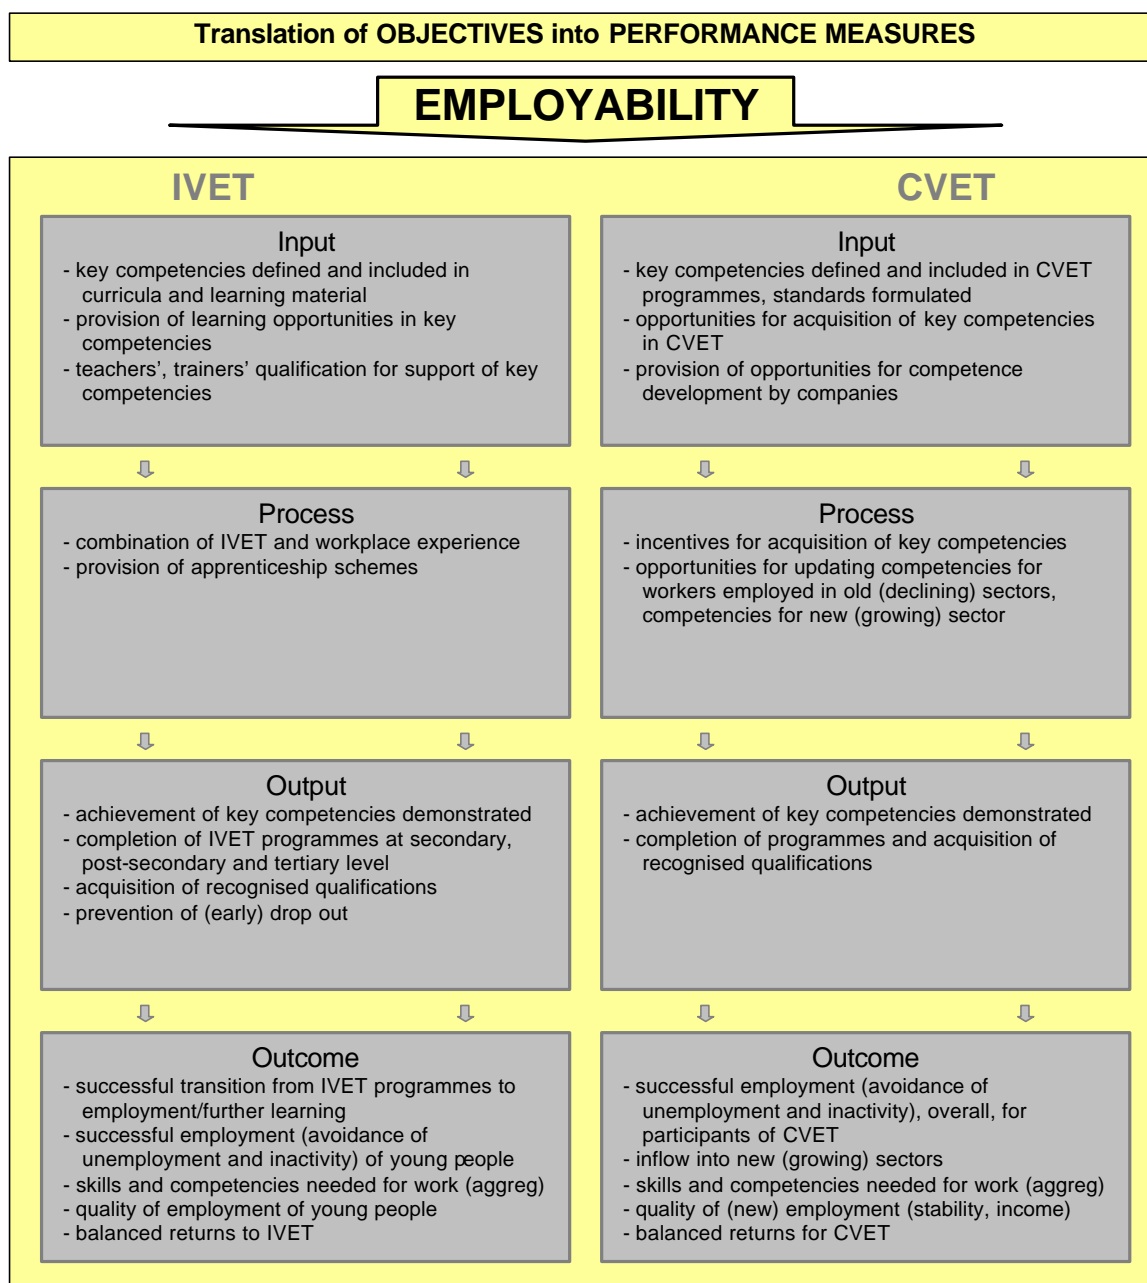 Translation of OBJECTIVES into PERFORMANCE MEASURES
EMPLOYABILITY
IVET
Input
- key competencies defined and included in
curricula and learning material
- provision of learning opportunities in key
competencies
- teachers', trainers' qualification for support of key
competencies
Process
- combination of IVET and workplace experience
- provision of apprenticeship schemes
Output
- achievement of key competencies demonstrated
- completion of IVET programmes at secondary,
post-secondary and tertiary level
- acquisition of recognised qualifications
- prevention of (early) drop out
Outcome
- successful transition from IVET programmes to
employment/further learning
- successful employment (avoidance of
unemployment and inactivity) of young people
- skills and competencies needed for work (aggreg)
- quality of employment of young people
- balanced returns to IVET
CVET
Input
- key competencies defined and included in CVET
programmes, standards formulated
- opportunities for acquisition of key competencies
in CVET
- provision of opportunities for competence
development by companies
Process
- incentives for acquisition of key competencies
- opportunities for updating competencies for
workers employed in old (declining) sectors,
competencies for new (growing) sector
Output
- achievement of key competencies demonstrated
- completion of programmes and acquisition of
recognised qualifications
Outcome
- successful employment (avoidance of
unemployment and inactivity), overall, for
participants of CVET
- inflow into new (growing) sectors
- skills and competencies needed for work (aggreg)
- quality of (new) employment (stability, income)
- balanced returns for CVET